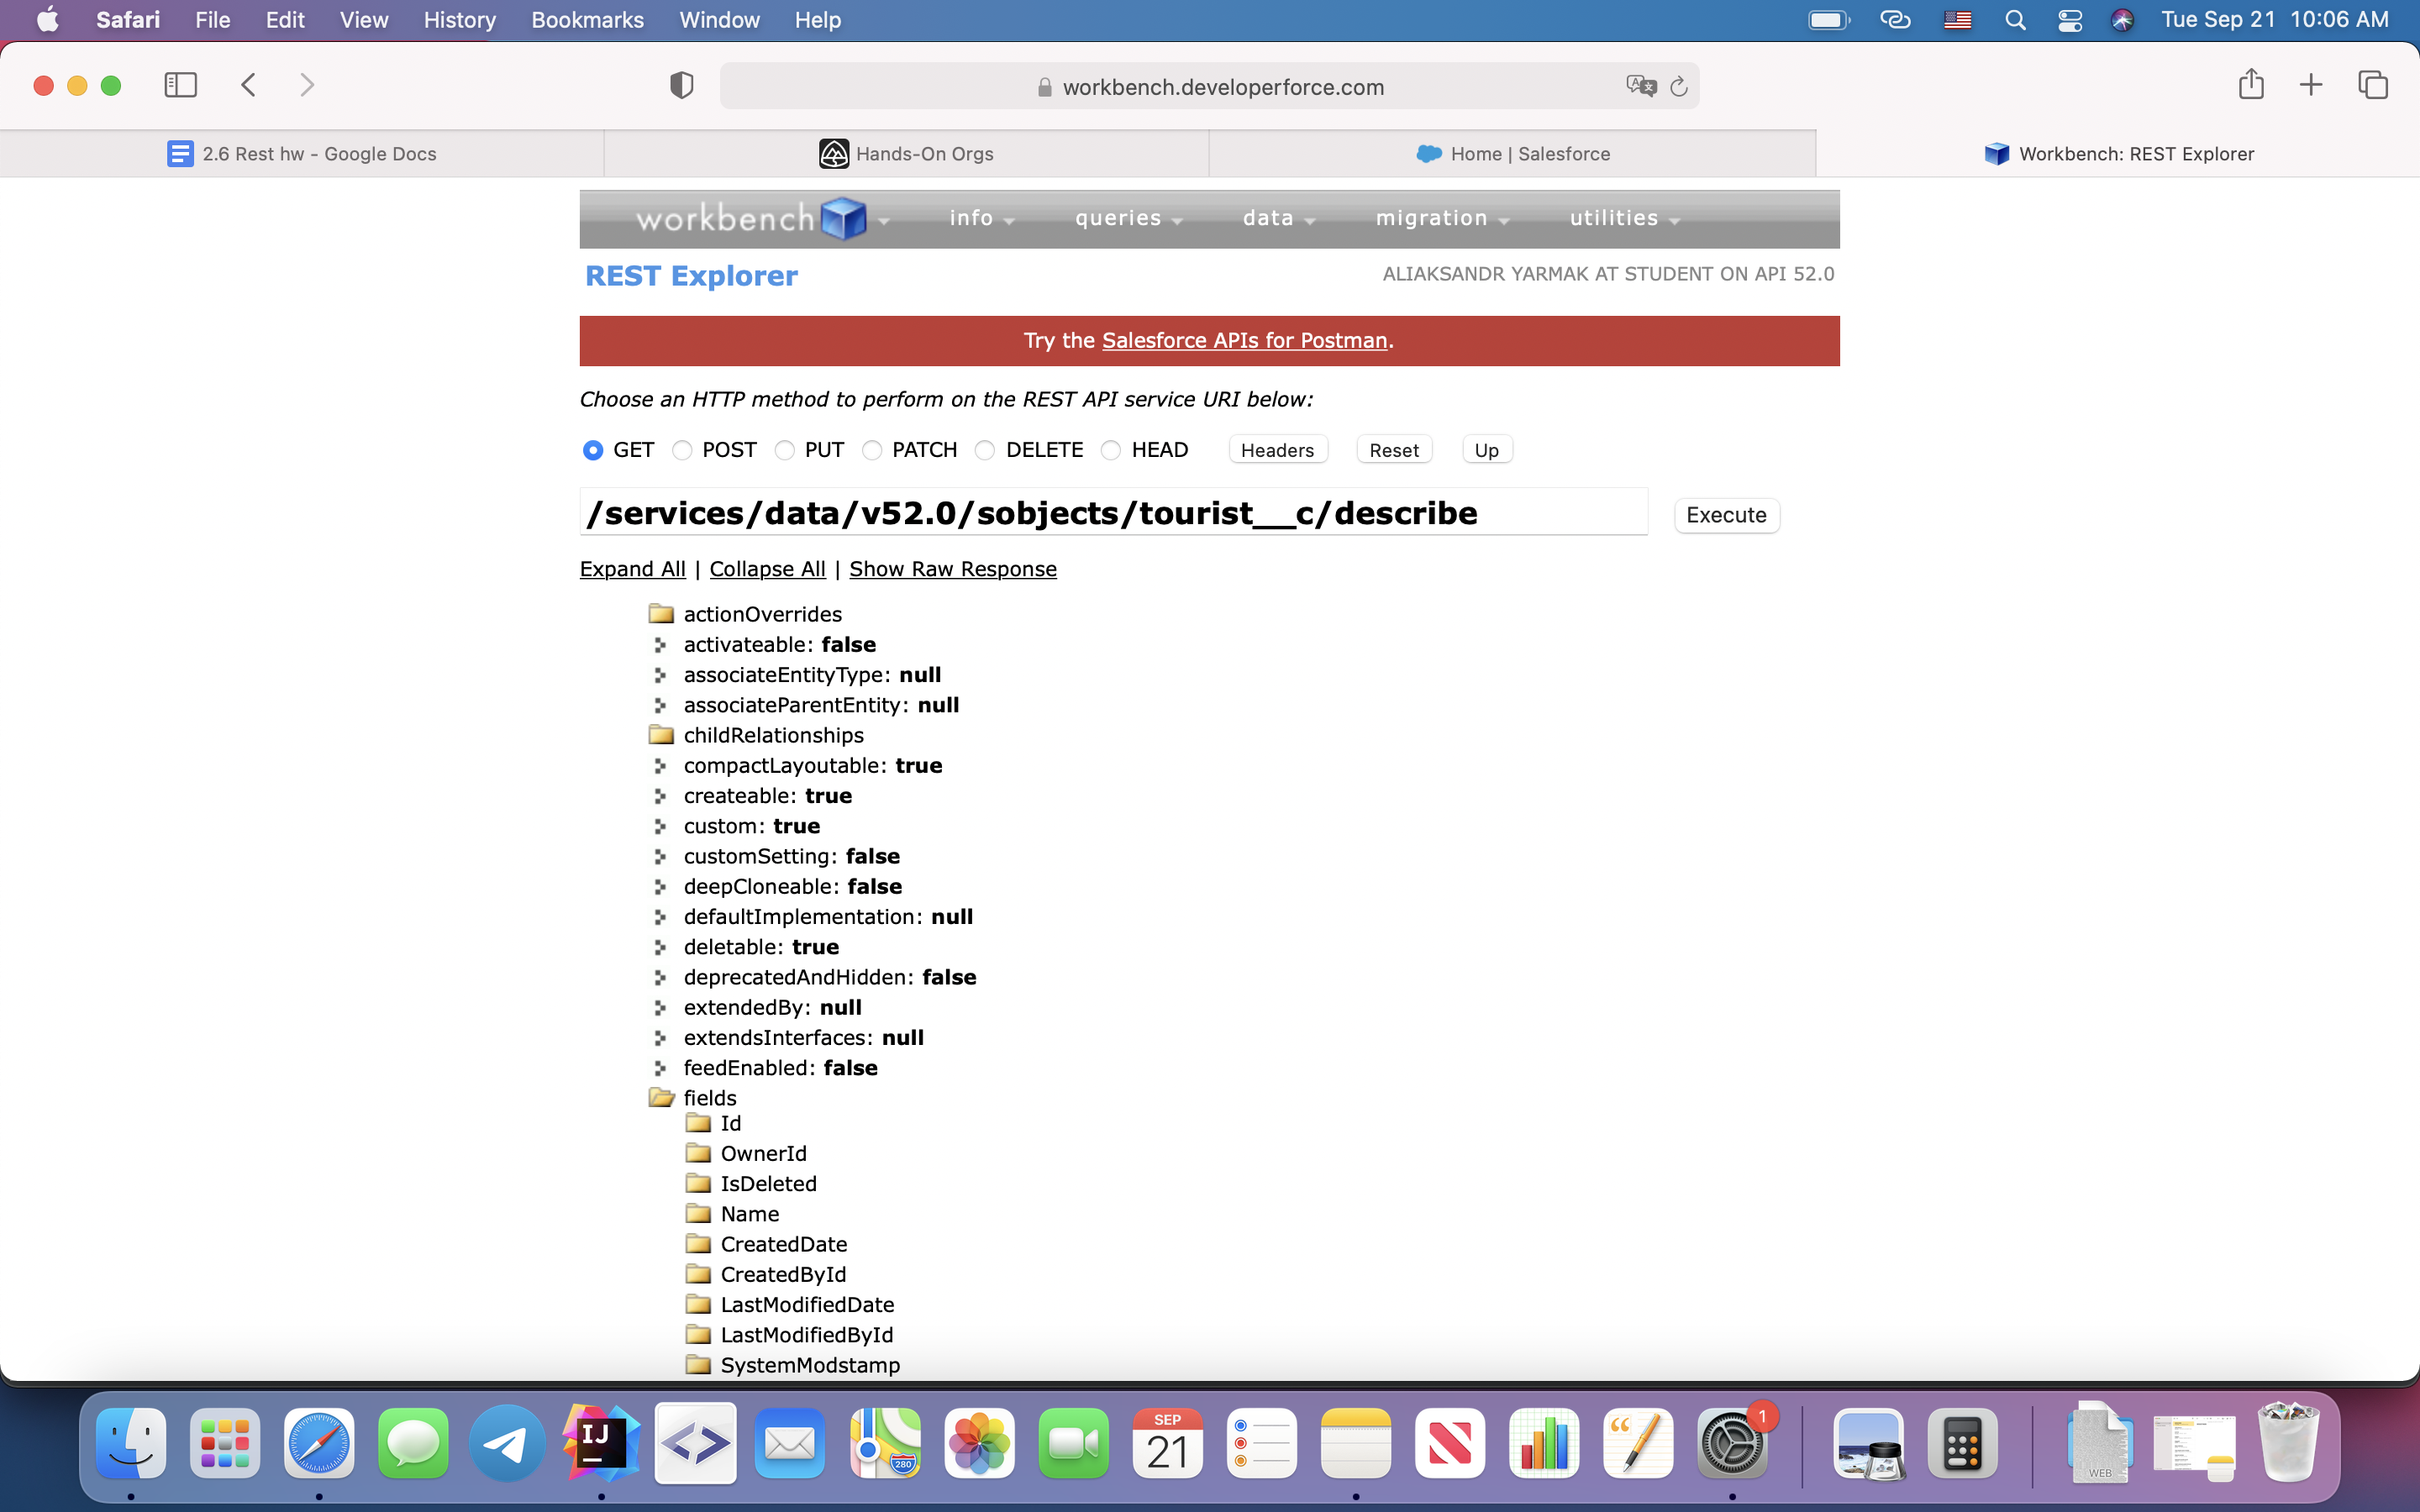 Safari File Edit View History Bookmarks Window Help Tue Sep 21 10:06 AM
workbench.developerforce.com
2.6 Rest hw - Google Docs Hands-On Orgs Home | Salesforce Workbench: REST Explorer
workbench info queries data migration utilities
REST Explorer ALIAKSANDR YARMAK AT STUDENT ON API 52.0
Try the Salesforce APIs for Postman.
Choose an HTTP method to perform on the REST API service URI below:
GET POST PUT PATCH DELETE HEAD Headers Reset Up
/services/data/v52.0/sobjects/tourist__c/describe Execute
Expand All | Collapse All | Show Raw Response
actionOverrides
activateable: false
associateEntityType: null
associateParentEntity: null
childRelationships
compactLayoutable: true
createable: true
custom: true
customSetting: false
deepCloneable: false
defaultImplementation: null
deletable: true
deprecatedAndHidden: false
extendedBy: null
extendsInterfaces: null
feedEnabled: false
fields
Id
OwnerId
IsDeleted
Name
CreatedDate
CreatedById
LastModifiedDate
LastModifiedById
SystemModstamp
IJ 280 SEP 21 1 WEB